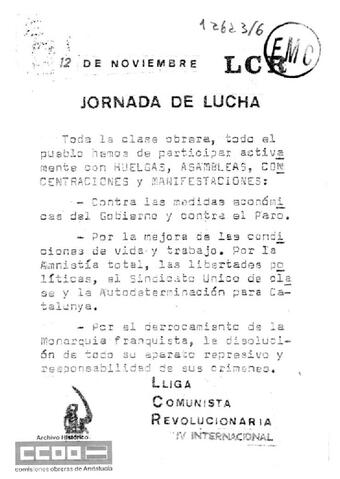 12623/6
12 DE NOVIEMBRE LCR EMC
JORNADA DE LUCHA
Toda la clase obrera, todo el
pueblo hemos de participar activa
mente con HUELGAS, ASAMBLEAS, CON
CENTRACIONES y MANIFESTACIONES:
- Contra las medidas económi
cas del Gobierno y contra el Paro.
- Por la mejora de las condi
ciones de vida y trabajo. Por la
Amnistía total, las libertades po
líticas, el Sindicato Unico de cla
se y la Autodeterminación para Ca-
talunya.
- Por el derrocamiento de la
Monarquia franquista, la disoluci-
ón de todo su aparato represivo y
responsabilidad de sus crimenes.
LLIGA
COMUNISTA
REVOLUCIONARIA
IV INTERNACIONAL
Archivo Histórico
CCOO
comisiones obreras de Andalucía